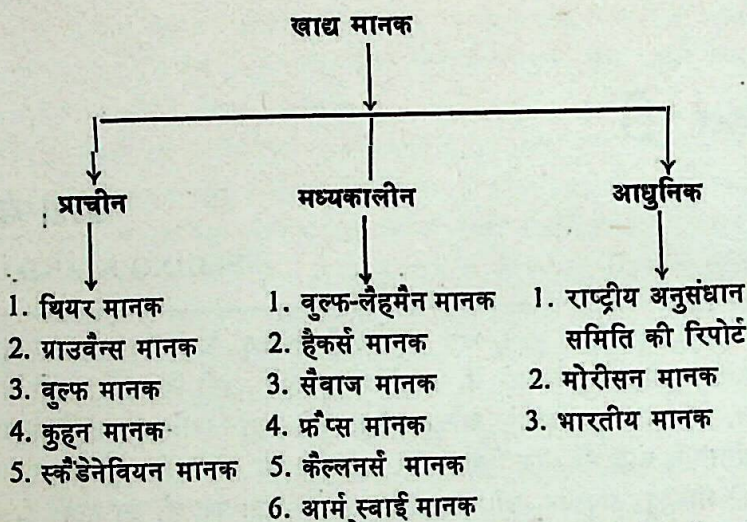 खाद्य मानक
प्राचीन
मध्यकालीन
आधुनिक
1. थियर मानक
2. ग्राउवैन्स मानक
3. वुल्फ मानक
4. कुहन मानक
5. स्कैंडेनेवियन मानक
1. वुल्फ-लैहमैन मानक
2. हैकर्स मानक
3. सैवाज मानक
4. फ्रैप्स मानक
5. कैल्लनर्स मानक
6. आर्म् स्वाई मानक
1. राष्ट्रीय अनुसंधान
समिति की रिपोर्ट
2. मोरीसन मानक
3. भारतीय मानक